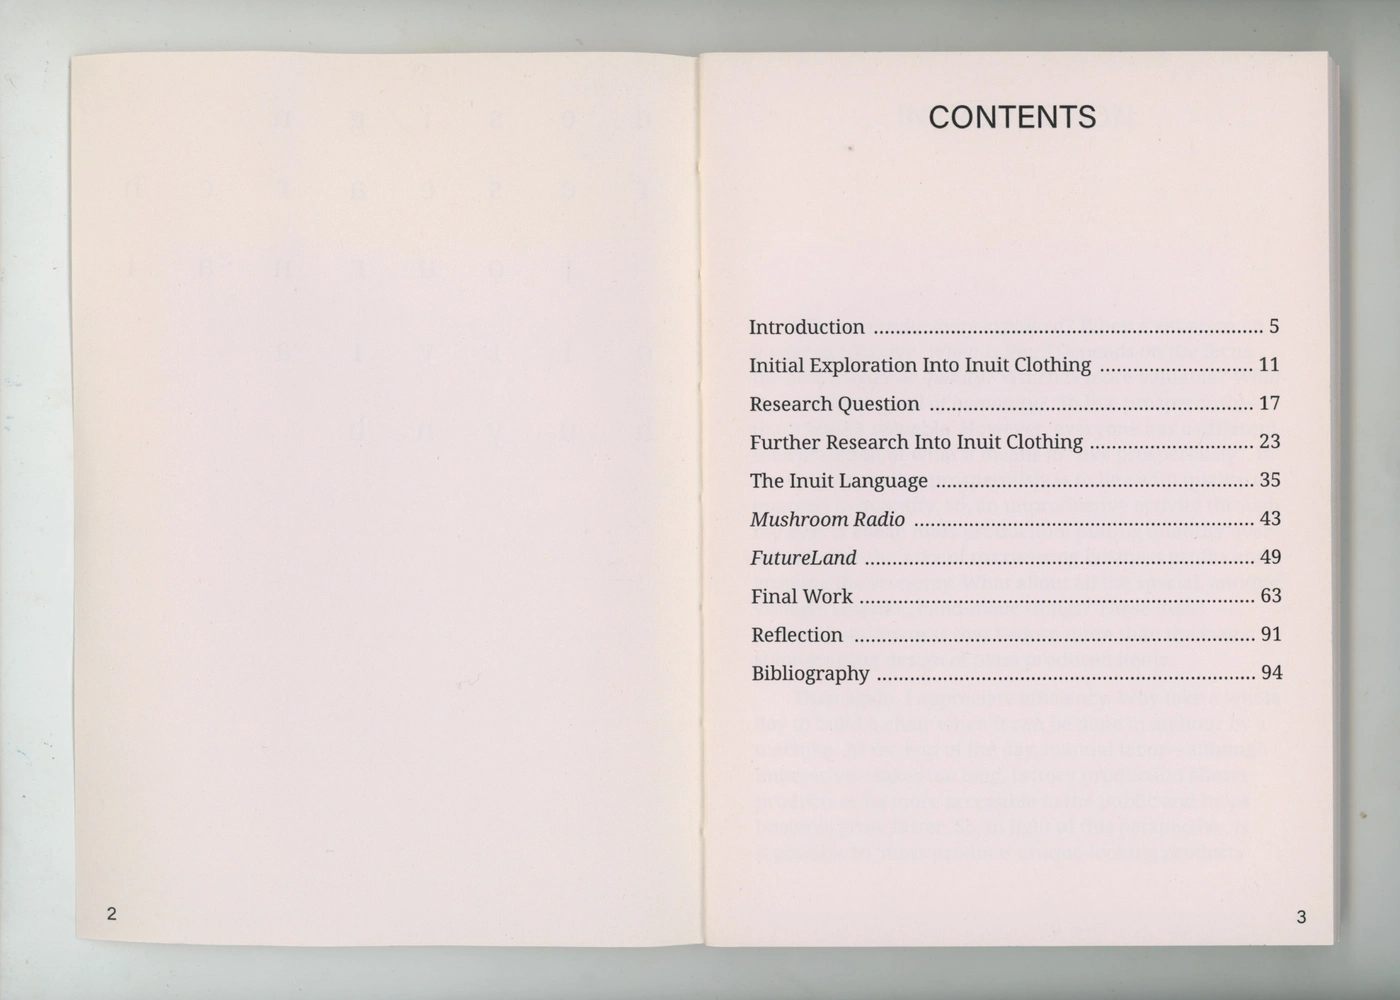 CONTENTS
Introduction ........................................................................ 5
Initial Exploration Into Inuit Clothing ............................ 11
Research Question ............................................................ 17
Further Research Into Inuit Clothing .............................. 23
The Inuit Language ........................................................... 35
Mushroom Radio ............................................................... 43
FutureLand ........................................................................ 49
Final Work ......................................................................... 63
Reflection .......................................................................... 91
Bibliography ...................................................................... 94
2
3